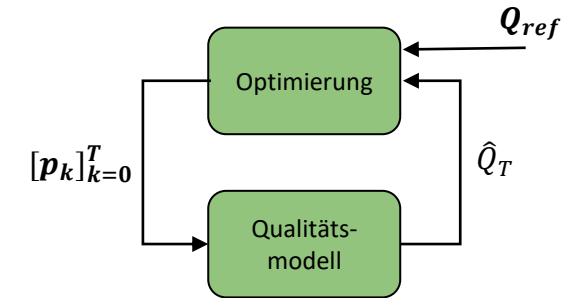 Q_ref
Optimierung
[p_k]_{k=0}^T
Q̂_T
Qualitäts-
modell